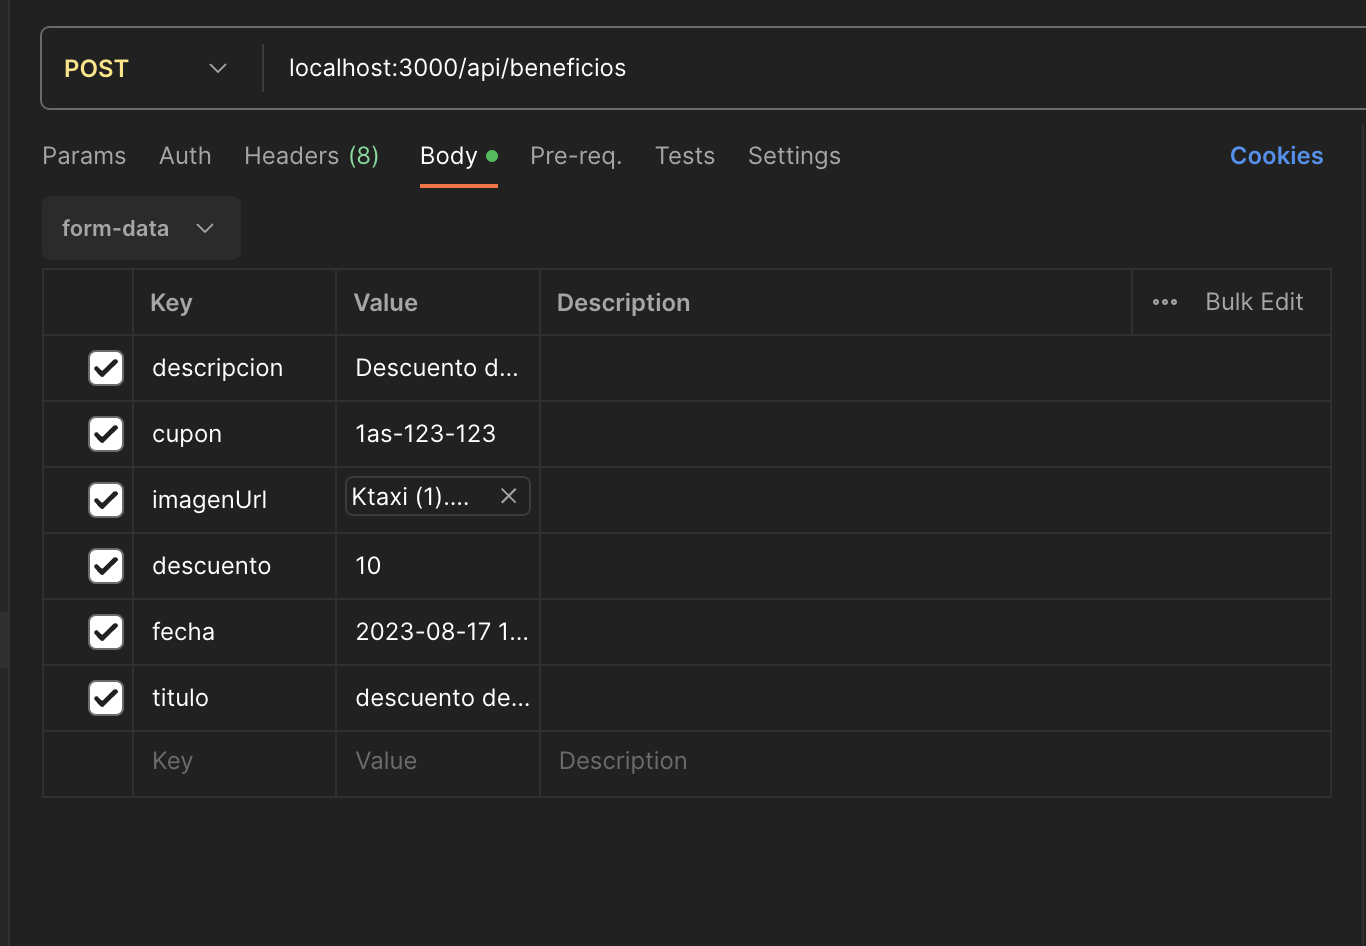 POST localhost:3000/api/beneficios
Params Auth Headers (8) Body Pre-req. Tests Settings Cookies
form-data
Key Value Description ••• Bulk Edit
descripcion Descuento d...
cupon 1as-123-123
imagenUrl Ktaxi (1)....
descuento 10
fecha 2023-08-17 1...
titulo descuento de...
Key Value Description